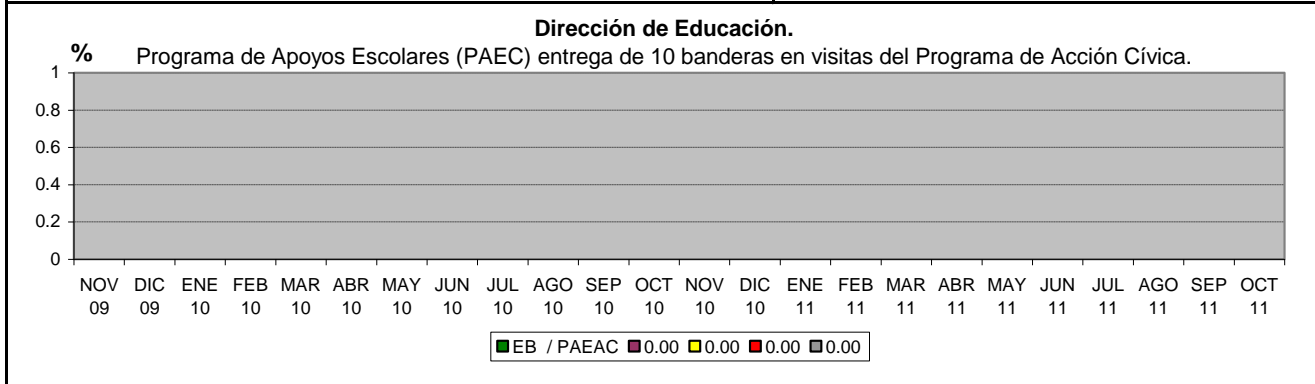 Dirección de Educación.
% Programa de Apoyos Escolares (PAEC) entrega de 10 banderas en visitas del Programa de Acción Cívica.
1
0.8
0.6
0.4
0.2
0
NOV DIC ENE FEB MAR ABR MAY JUN JUL AGO SEP OCT NOV DIC ENE FEB MAR ABR MAY JUN JUL AGO SEP OCT
09 09 10 10 10 10 10 10 10 10 10 10 10 10 11 11 11 11 11 11 11 11 11 11
EB / PAEAC 0.00 0.00 0.00 0.00